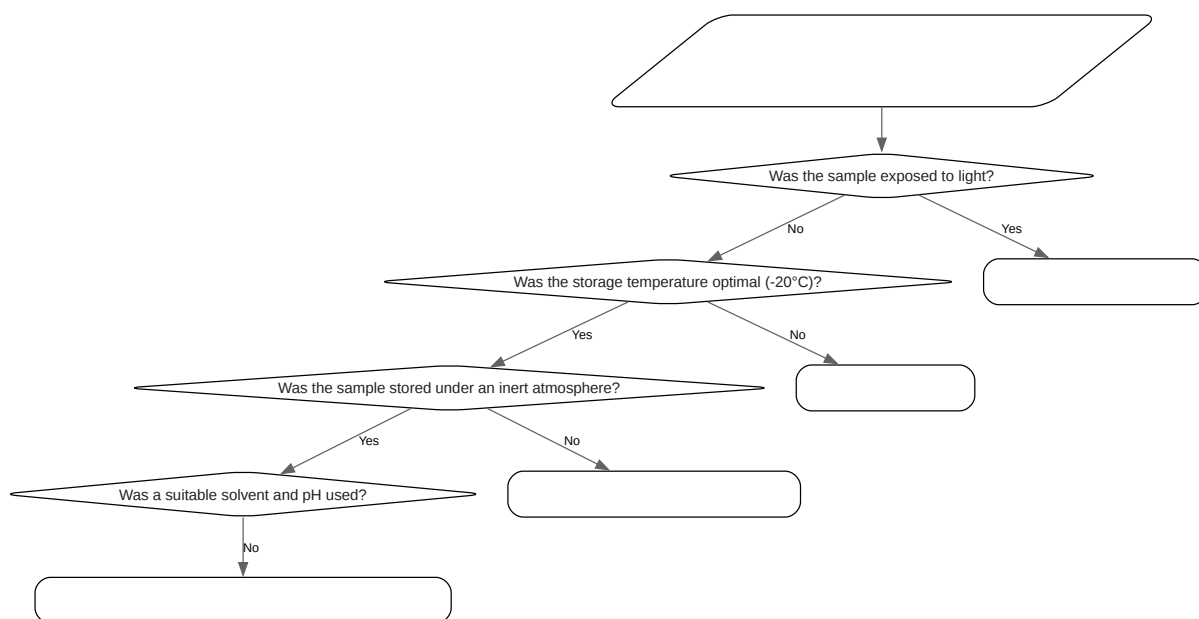 Was the sample exposed to light?
No
Yes
Was the storage temperature optimal (-20°C)?
Yes
No
Was the sample stored under an inert atmosphere?
Yes
No
Was a suitable solvent and pH used?
No